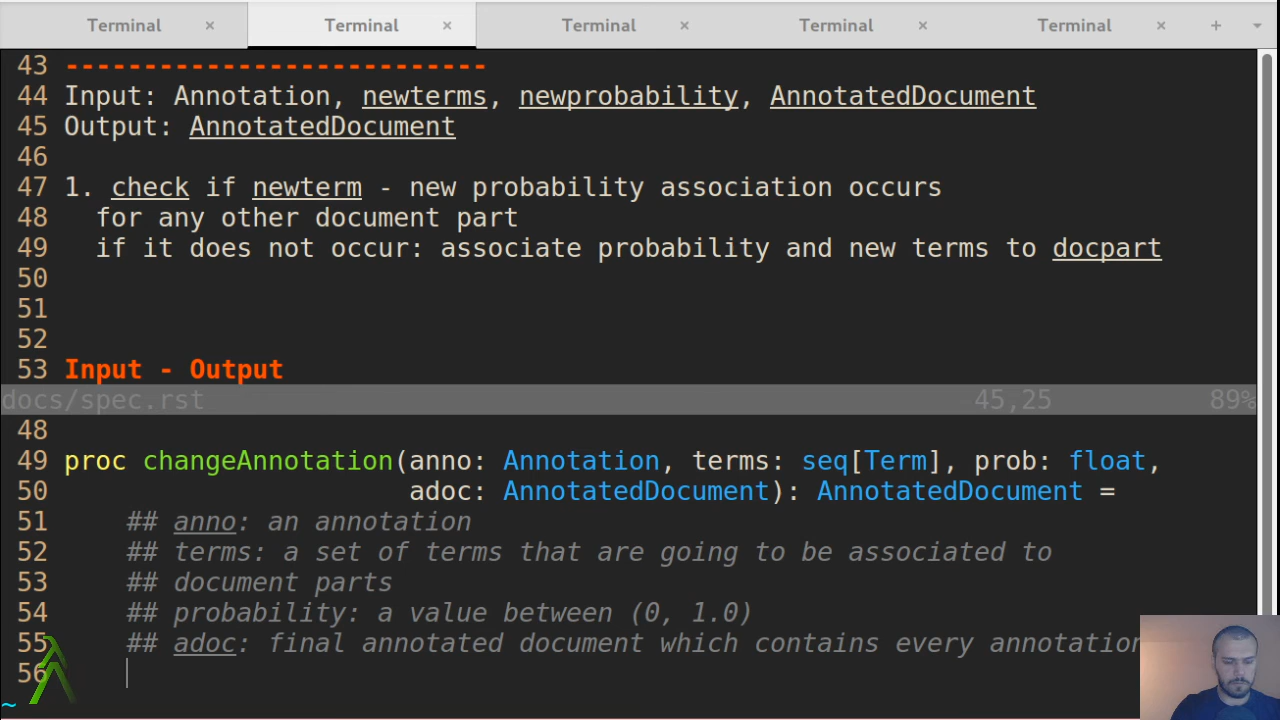 Terminal × Terminal × Terminal × Terminal × Terminal × +
43 ---------------------------
44 Input: Annotation, newterms, newprobability, AnnotatedDocument
45 Output: AnnotatedDocument
46
47 1. check if newterm - new probability association occurs
48 for any other document part
49 if it does not occur: associate probability and new terms to docpart
50
51
52
53 Input - Output
docs/spec.rst 45,25 89%
48
49 proc changeAnnotation(anno: Annotation, terms: seq[Term], prob: float,
50 adoc: AnnotatedDocument): AnnotatedDocument =
51 ## anno: an annotation
52 ## terms: a set of terms that are going to be associated to
53 ## document parts
54 ## probability: a value between (0, 1.0)
55 ## adoc: final annotated document which contains every annotation
56
~